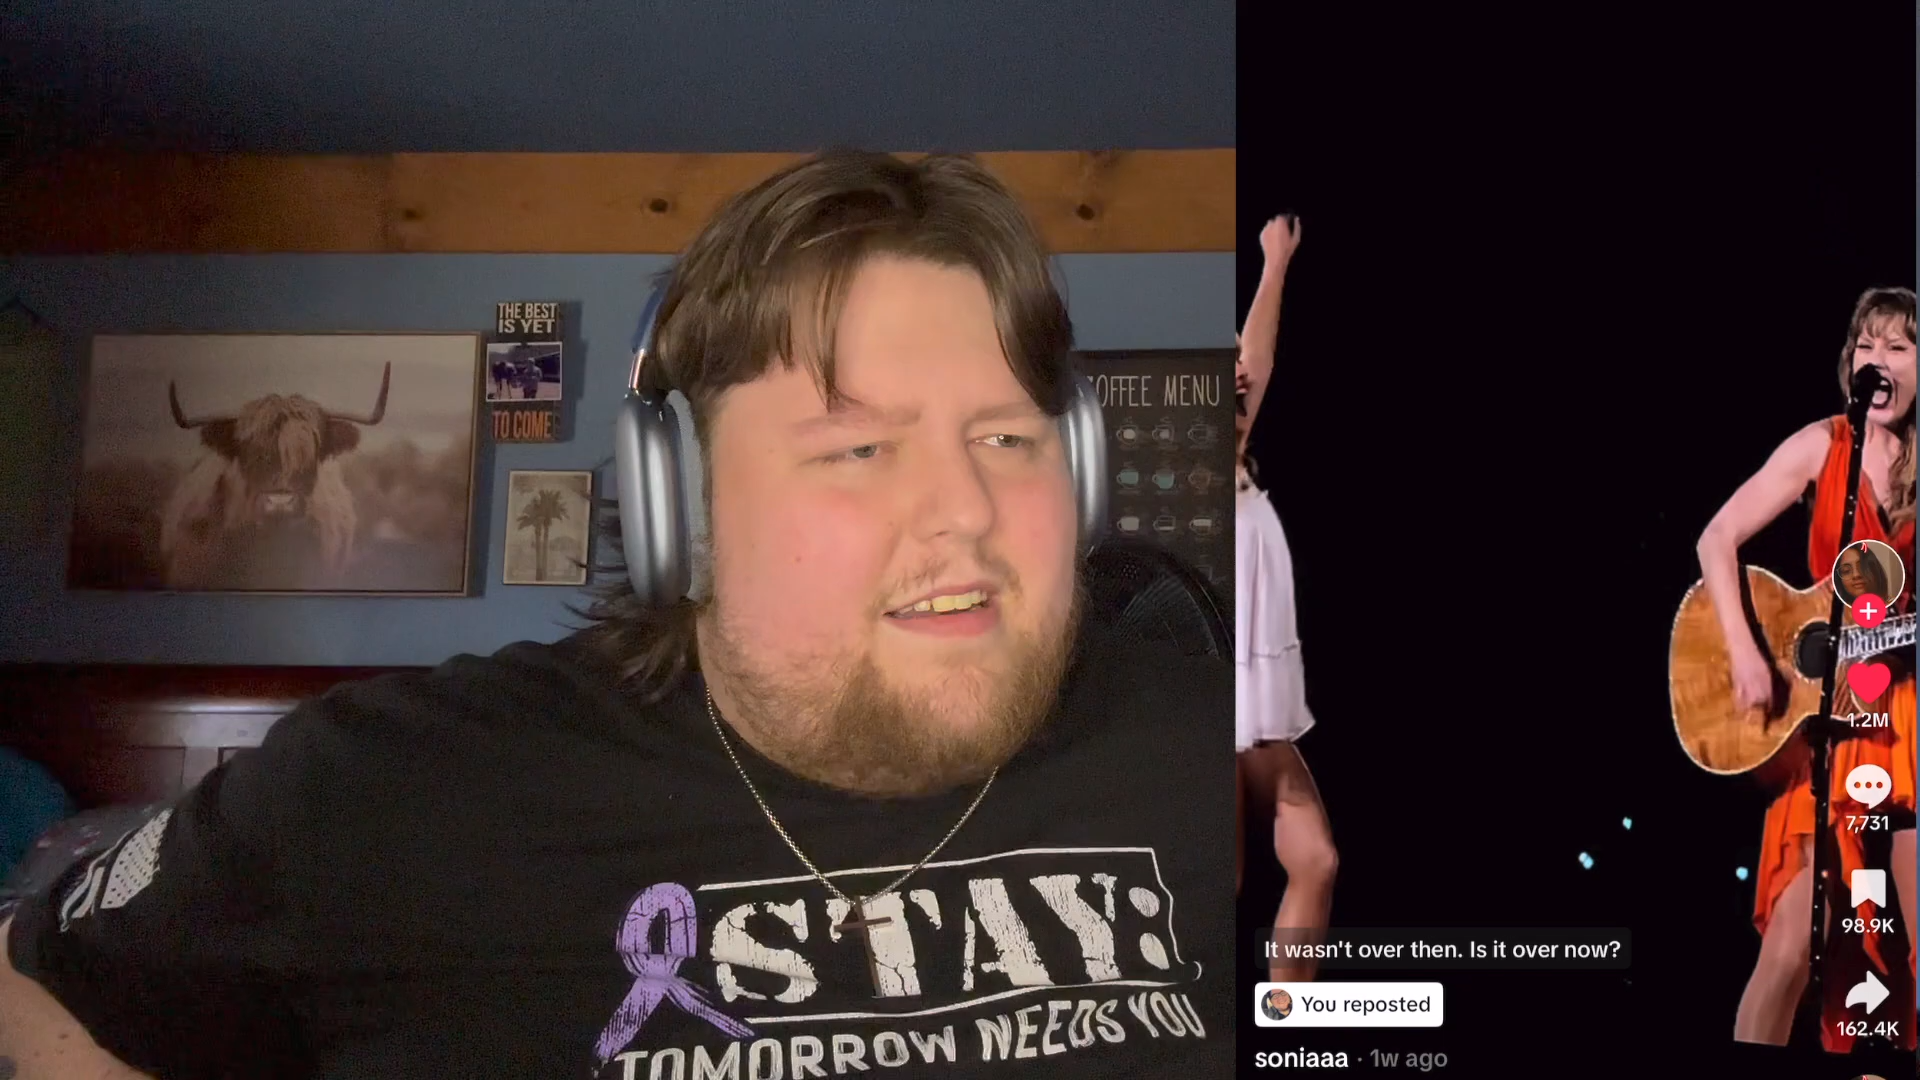 THE BEST
IS YET
TO COME
COFFEE MENU
STAY;
TOMORROW NEEDS YOU
1.2M
7,731
98.9K
162.4K
It wasn't over then. Is it over now?
You reposted
soniaaa · 1w ago